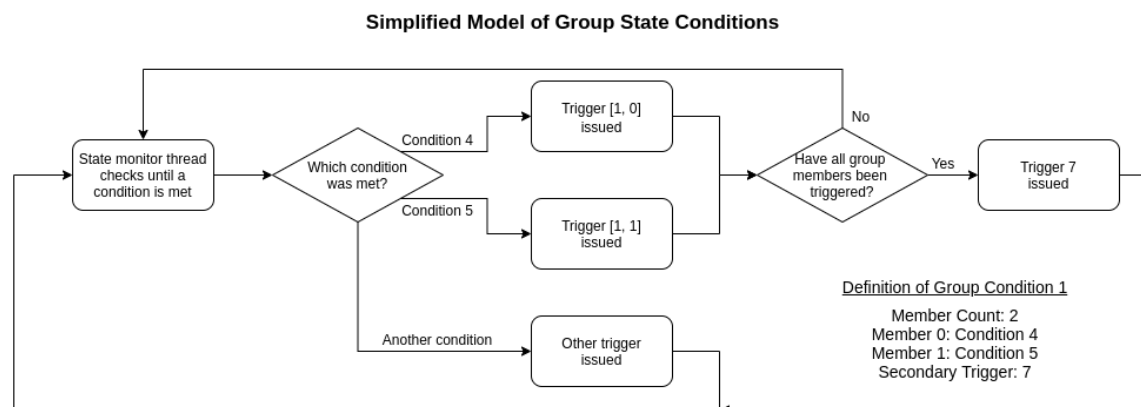 Simplified Model of Group State Conditions
State monitor thread
checks until a
condition is met
Which condition
was met?
Condition 4
Condition 5
Another condition
Trigger [1, 0]
issued
Trigger [1, 1]
issued
Other trigger
issued
Have all group
members been
triggered?
No
Yes
Trigger 7
issued
Definition of Group Condition 1
Member Count: 2
Member 0: Condition 4
Member 1: Condition 5
Secondary Trigger: 7